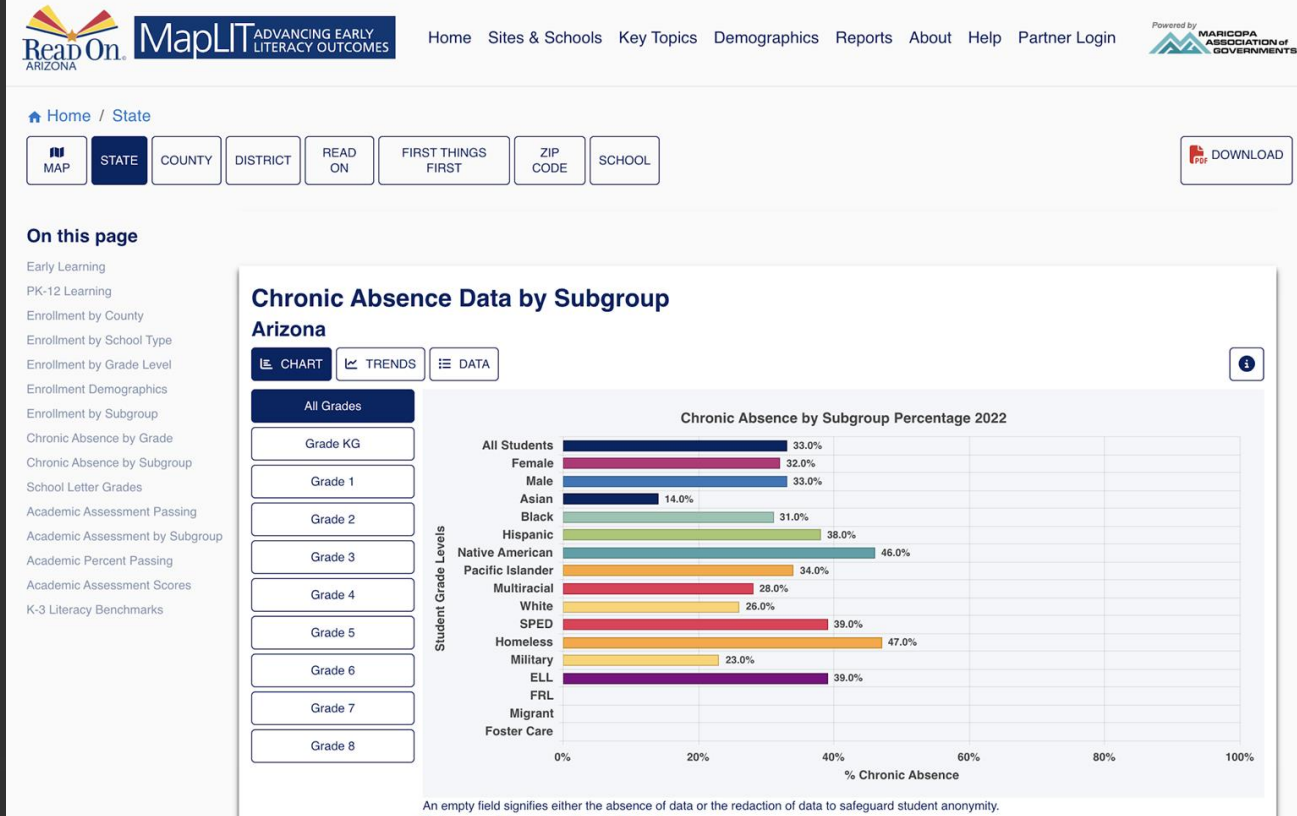 Read On.
ARIZONA
MapLIT ADVANCING EARLY
LITERACY OUTCOMES
Home Sites & Schools Key Topics Demographics Reports About Help Partner Login
Powered by
MARICOPA
ASSOCIATION of
GOVERNMENTS
Home / State
MAP
STATE
COUNTY
DISTRICT
READ
ON
FIRST THINGS
FIRST
ZIP
CODE
SCHOOL
PDF DOWNLOAD
On this page
Early Learning
PK-12 Learning
Enrollment by County
Enrollment by School Type
Enrollment by Grade Level
Enrollment Demographics
Enrollment by Subgroup
Chronic Absence by Grade
Chronic Absence by Subgroup
School Letter Grades
Academic Assessment Passing
Academic Assessment by Subgroup
Academic Percent Passing
Academic Assessment Scores
K-3 Literacy Benchmarks
Chronic Absence Data by Subgroup
Arizona
CHART TRENDS DATA
All Grades
Grade KG
Grade 1
Grade 2
Grade 3
Grade 4
Grade 5
Grade 6
Grade 7
Grade 8
Chronic Absence by Subgroup Percentage 2022
Student Grade Levels
All Students 33.0%
Female 32.0%
Male 33.0%
Asian 14.0%
Black 31.0%
Hispanic 38.0%
Native American 46.0%
Pacific Islander 34.0%
Multiracial 28.0%
White 26.0%
SPED 39.0%
Homeless 47.0%
Military 23.0%
ELL 39.0%
FRL
Migrant
Foster Care
0% 20% 40% 60% 80% 100%
% Chronic Absence
An empty field signifies either the absence of data or the redaction of data to safeguard student anonymity.